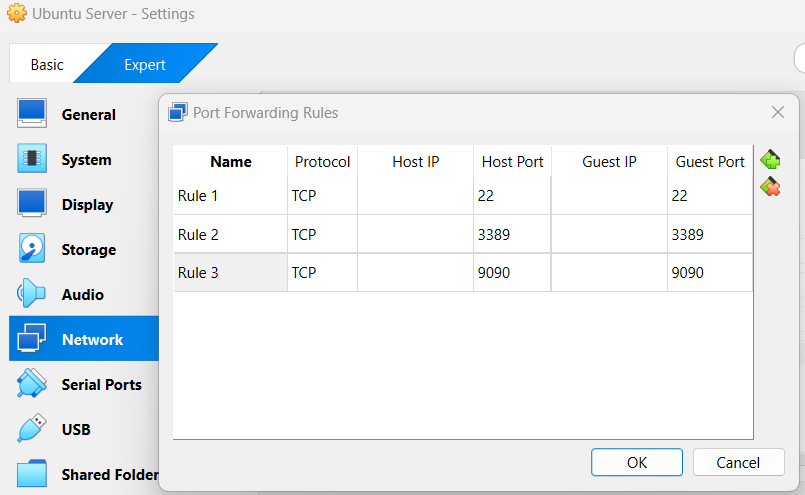 Ubuntu Server - Settings
Basic Expert
General
System
Display
Storage
Audio
Network
Serial Ports
USB
Shared Folder
Port Forwarding Rules
Name Protocol Host IP Host Port Guest IP Guest Port
Rule 1 TCP 22 22
Rule 2 TCP 3389 3389
Rule 3 TCP 9090 9090
OK Cancel